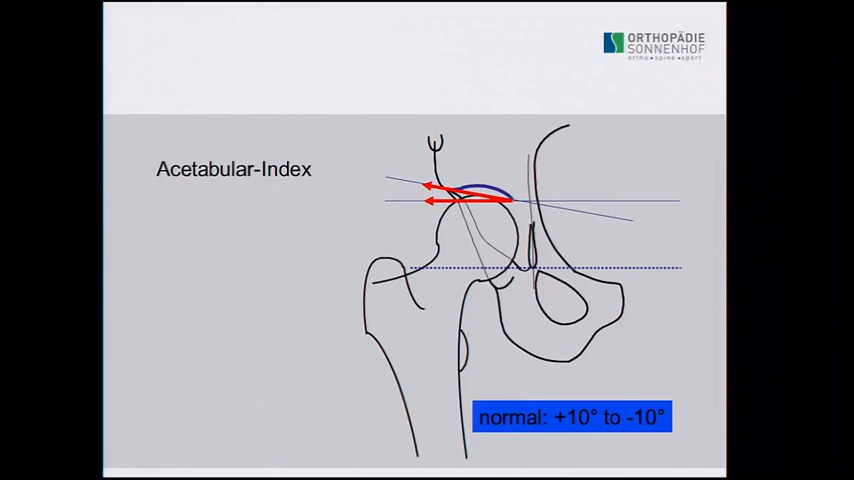 ORTHOPÄDIE
SONNENHOF
ortho • spine • sport
Acetabular-Index
normal: +10° to -10°